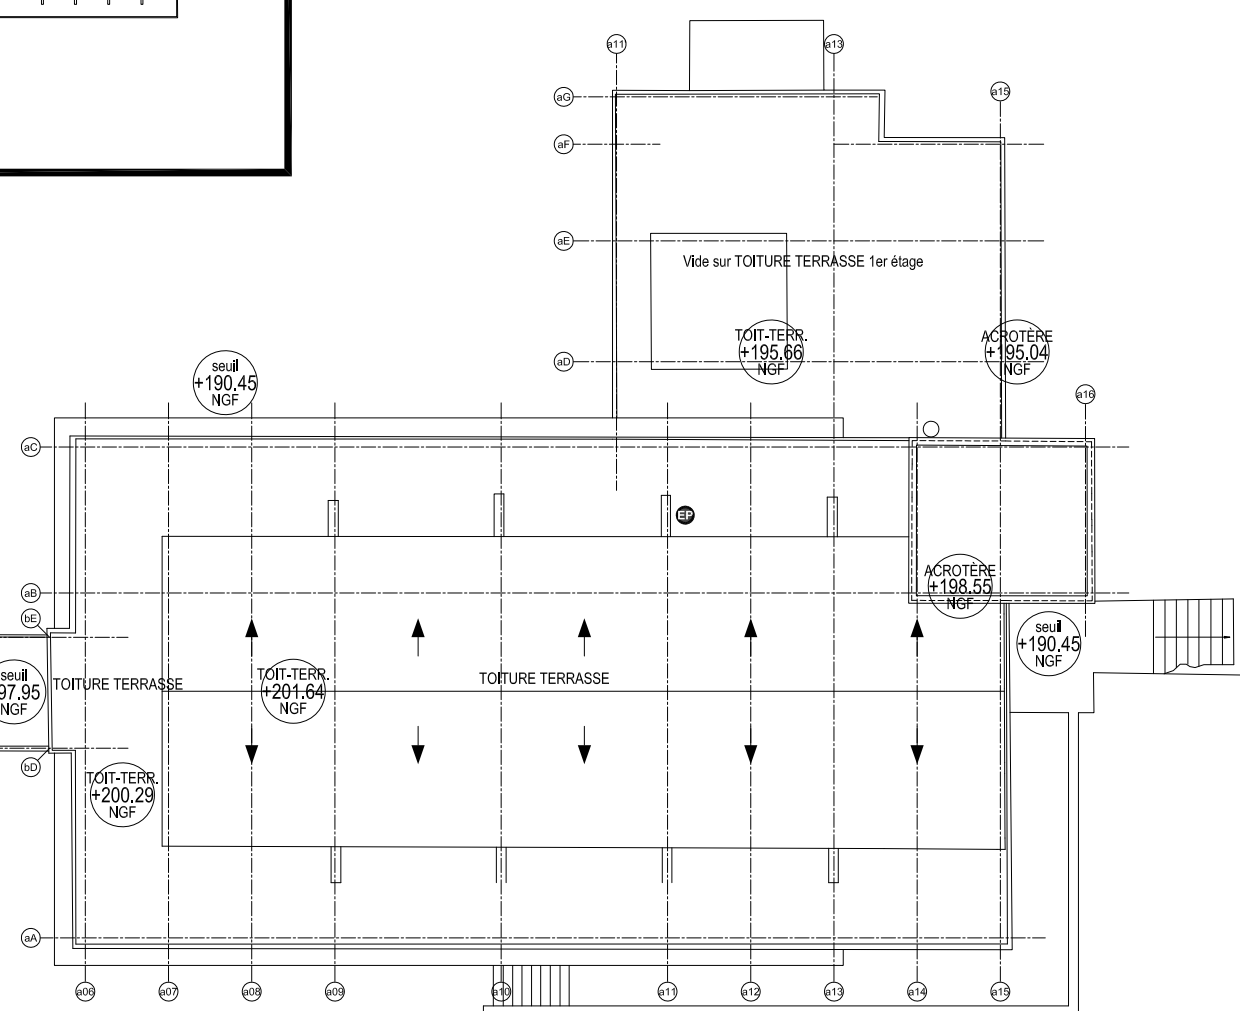 a11
a13
aG
a15
aF
aE
Vide sur TOITURE TERRASSE 1er étage
TOIT-TERR.
+195.66
NGF
ACROTÈRE
+195.04
NGF
aD
seuil
+190.45
NGF
a16
aC
EP
ACROTÈRE
+198.55
NGF
aB
bE
seuil
+190.45
NGF
seuil
97.95
NGF
TOITURE TERRASSE
TOIT-TERR.
+201.64
NGF
TOITURE TERRASSE
bD
TOIT-TERR.
+200.29
NGF
aA
a06 a07 a08 a09 a10 a11 a12 a13 a14 a15